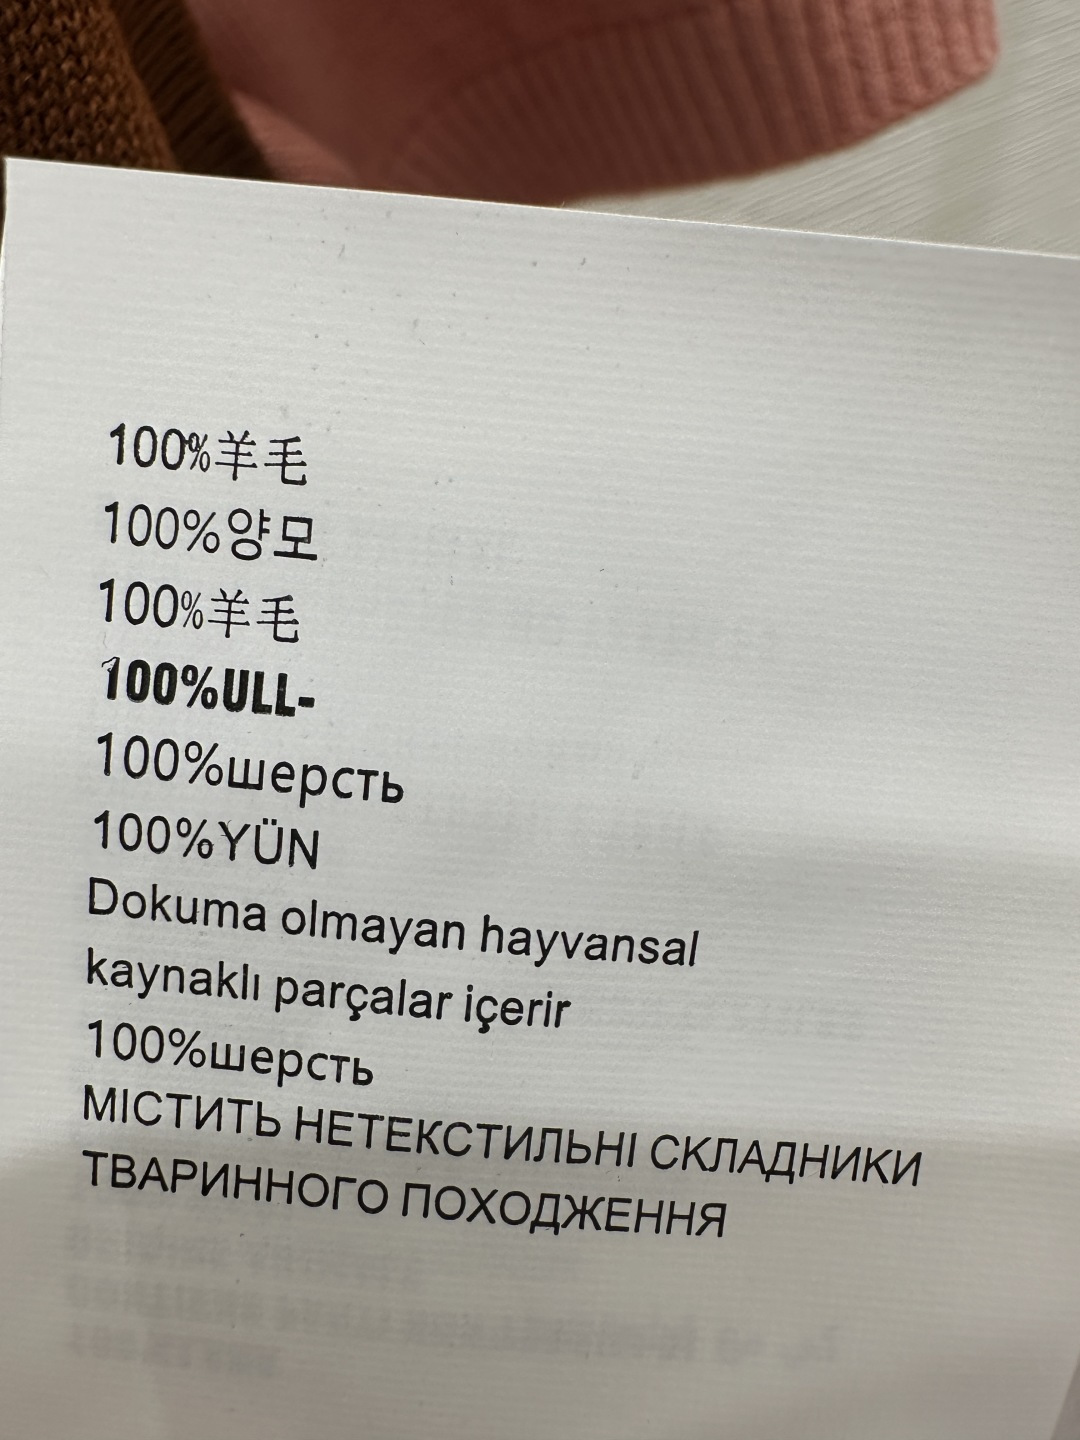 100%羊毛
100%양모
100%羊毛
100%ULL-
100%шерсть
100%YÜN
Dokuma olmayan hayvansal
kaynaklı parçalar içerir
100%шерсть
МІСТИТЬ НЕТЕКСТИЛЬНІ СКЛАДНИКИ
ТВАРИННОГО ПОХОДЖЕННЯ